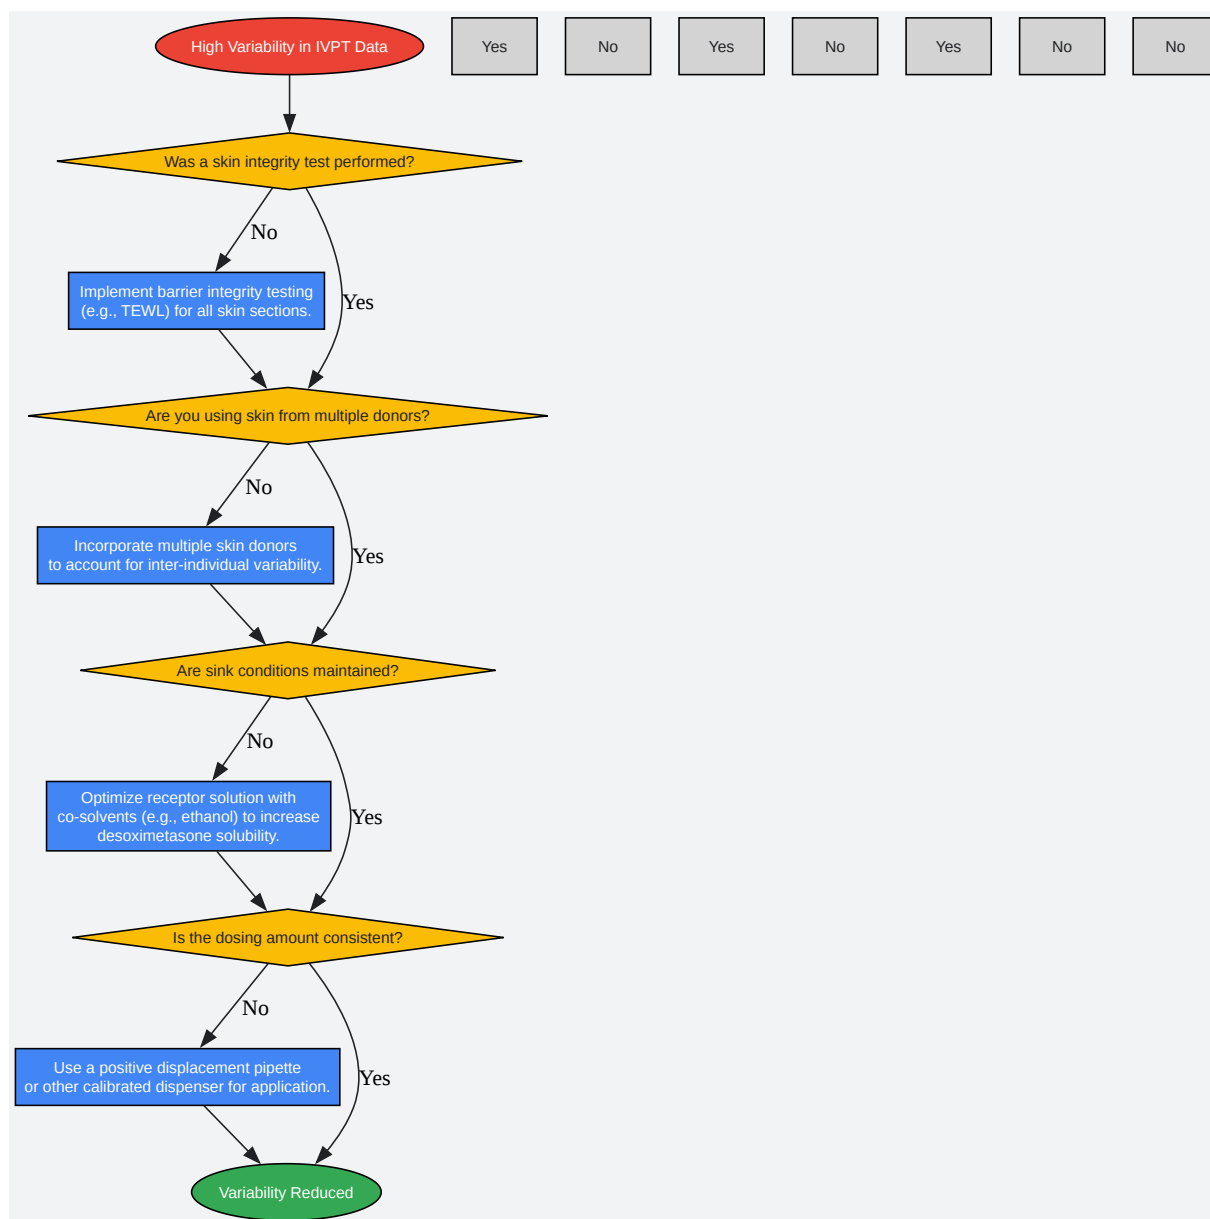 High Variability in IVPT Data
Yes
No
Yes
No
Yes
No
No
Was a skin integrity test performed?
No
Implement barrier integrity testing
(e.g., TEWL) for all skin sections.
Yes
Are you using skin from multiple donors?
No
Incorporate multiple skin donors
to account for inter-individual variability.
Yes
Are sink conditions maintained?
No
Optimize receptor solution with
co-solvents (e.g., ethanol) to increase
desoximetasone solubility.
Yes
Is the dosing amount consistent?
No
Use a positive displacement pipette
or other calibrated dispenser for application.
Yes
Variability Reduced